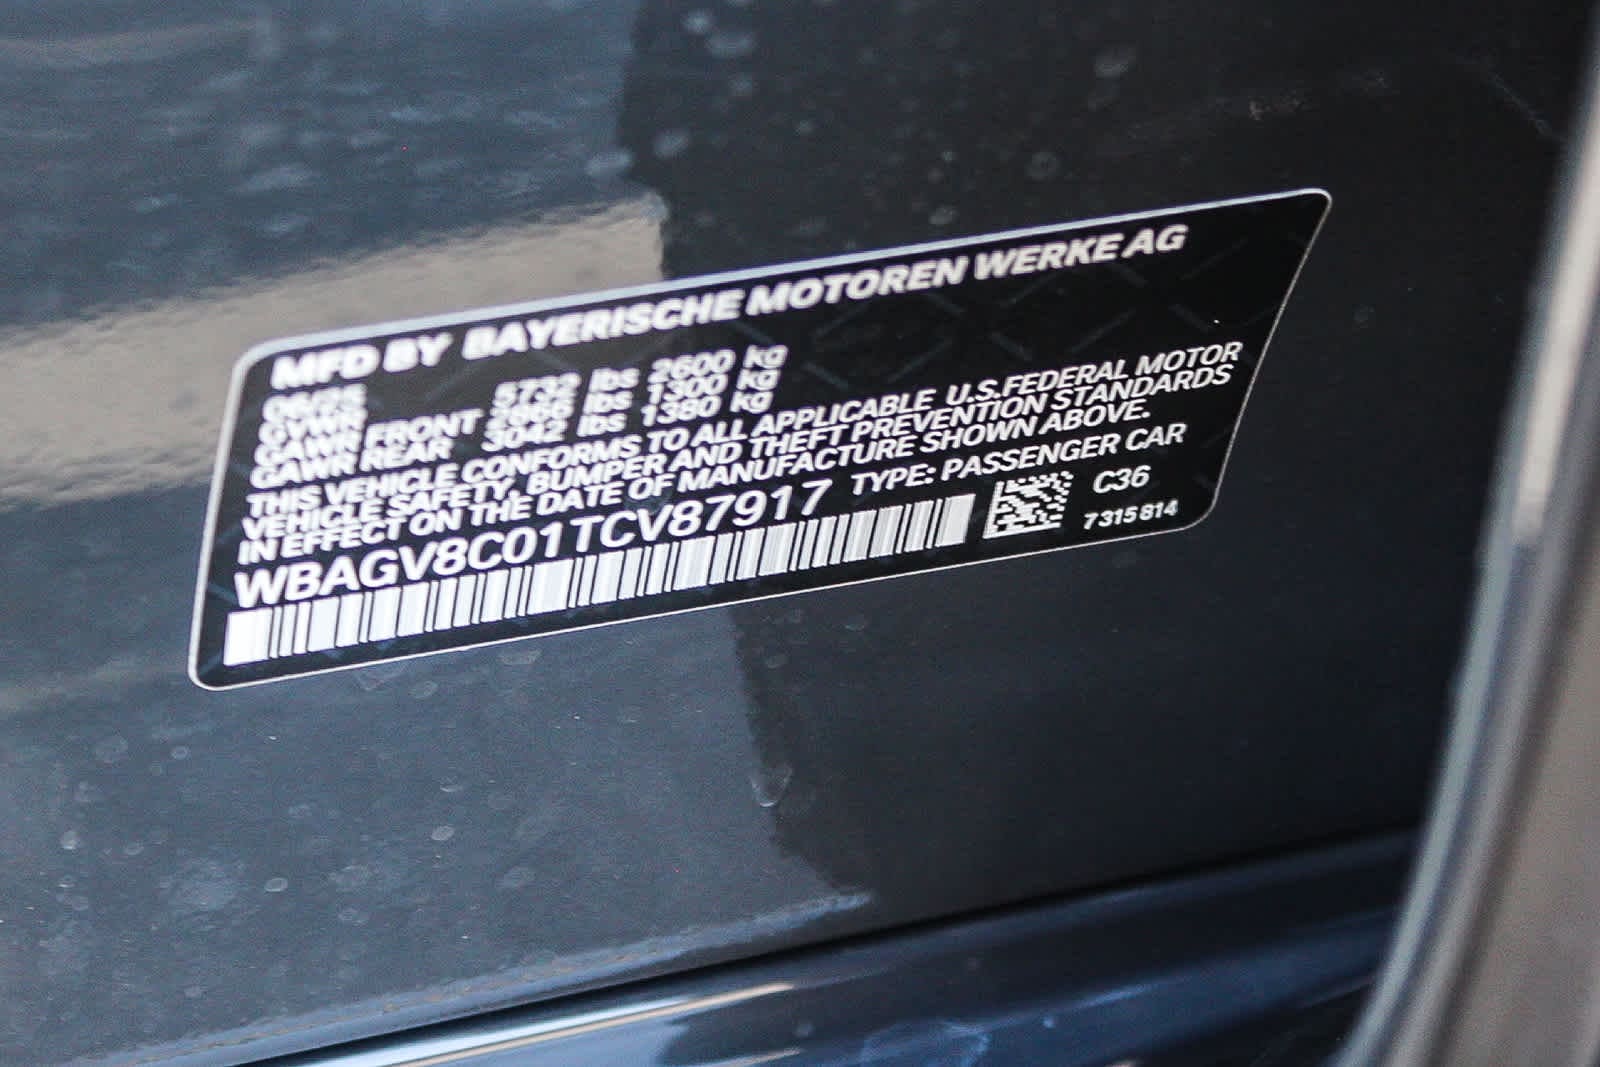 MFD BY BAYERISCHE MOTOREN WERKE AG
06/25
GVWR 5732 lbs 2600 kg
GAWR FRONT 2866 lbs 1300 kg
GAWR REAR 3042 lbs 1380 kg
THIS VEHICLE CONFORMS TO ALL APPLICABLE U.S.FEDERAL MOTOR
VEHICLE SAFETY, BUMPER AND THEFT PREVENTION STANDARDS
IN EFFECT ON THE DATE OF MANUFACTURE SHOWN ABOVE.
WBAGV8C01TCV87917 TYPE: PASSENGER CAR
C36
7315814